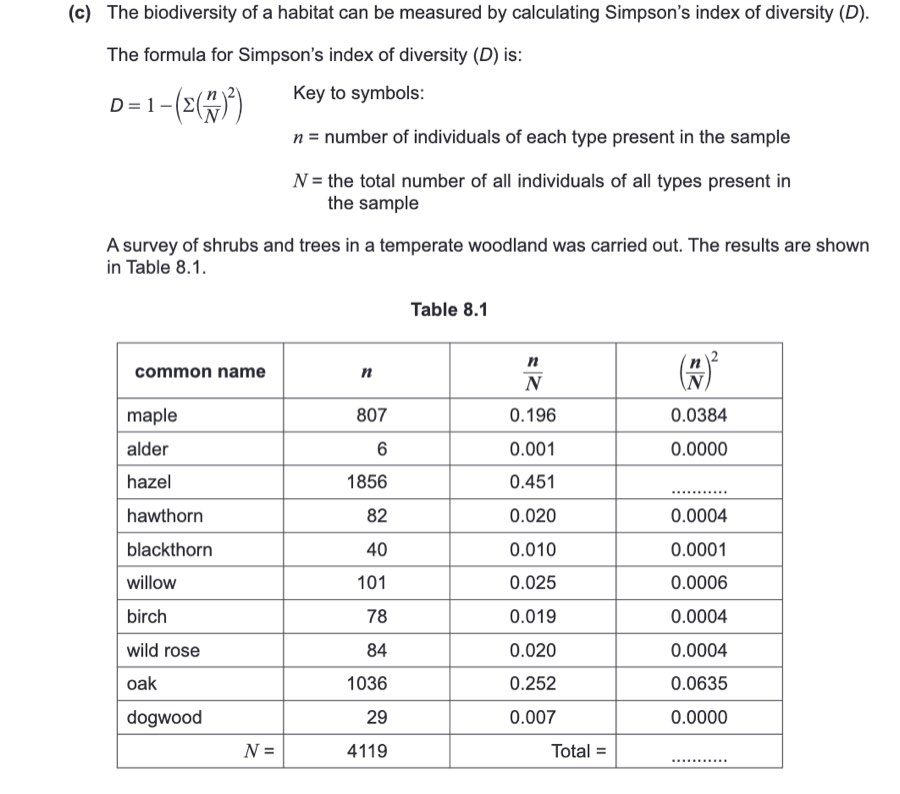 (c) The biodiversity of a habitat can be measured by calculating Simpson's index of diversity (D).
The formula for Simpson's index of diversity (D) is:
D = 1 – (Σ(n/N)²)
Key to symbols:
n = number of individuals of each type present in the sample
N = the total number of all individuals of all types present in
the sample
A survey of shrubs and trees in a temperate woodland was carried out. The results are shown
in Table 8.1.
Table 8.1
common name n n/N (n/N)²
maple 807 0.196 0.0384
alder 6 0.001 0.0000
hazel 1856 0.451 ...........
hawthorn 82 0.020 0.0004
blackthorn 40 0.010 0.0001
willow 101 0.025 0.0006
birch 78 0.019 0.0004
wild rose 84 0.020 0.0004
oak 1036 0.252 0.0635
dogwood 29 0.007 0.0000
N = 4119 Total = ...........